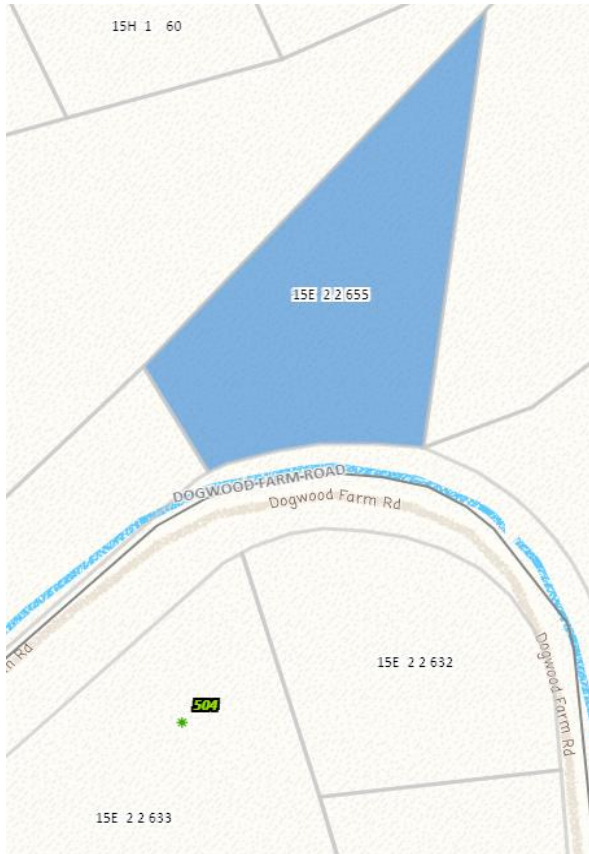 15H 1 60
15E 2 2 655
DOGWOOD FARM ROAD
Dogwood Farm Rd
m Rd
15E 2 2 632
Dogwood Farm Rd
504
15E 2 2 633